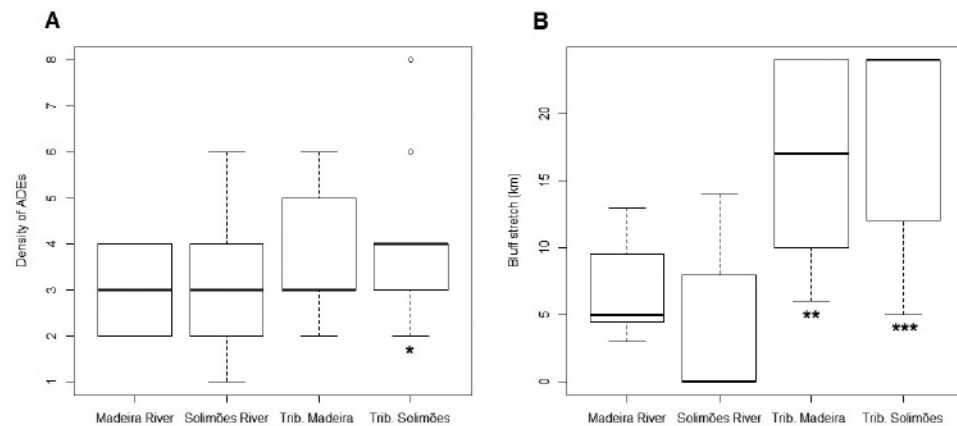 A
Density of ADEs
8
7
6
5
4
3
2
1
Madeira River Solimões River Trib. Madeira Trib. Solimões
*
B
Bluff stretch (km)
20
15
10
5
0
Madeira River Solimões River Trib. Madeira Trib. Solimões
**
***